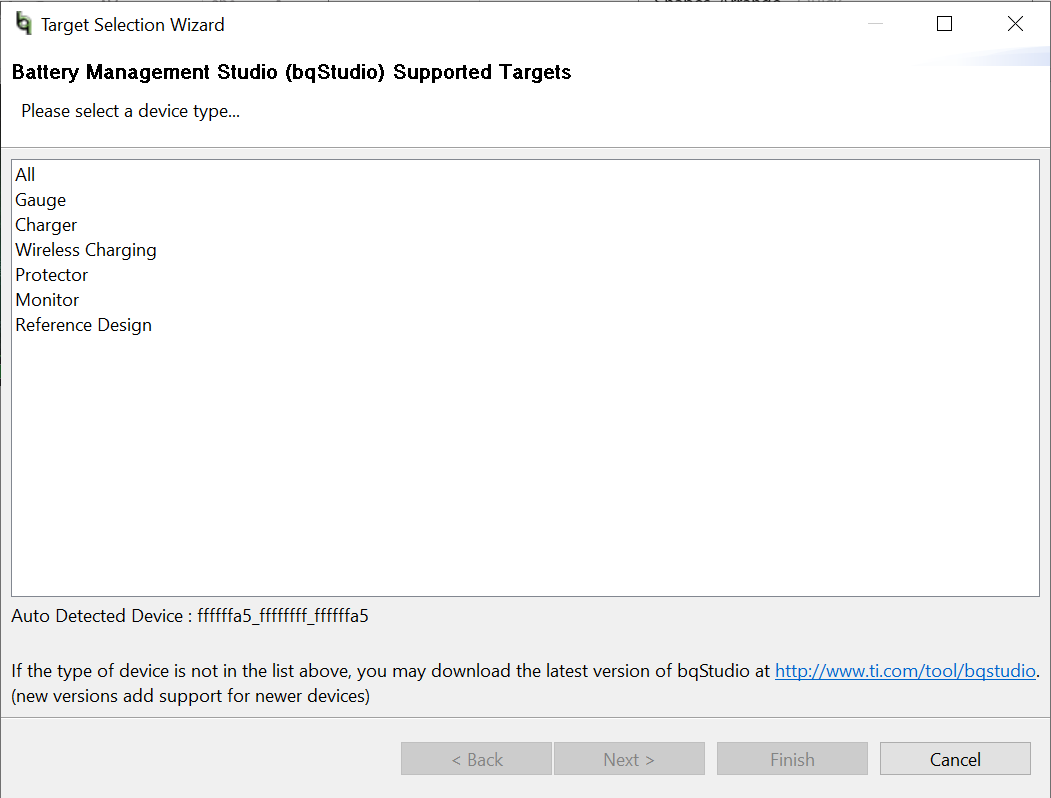 Target Selection Wizard
Battery Management Studio (bqStudio) Supported Targets
Please select a device type...
All
Gauge
Charger
Wireless Charging
Protector
Monitor
Reference Design
Auto Detected Device : ffffffa5_ffffffff_ffffffa5
If the type of device is not in the list above, you may download the latest version of bqStudio at http://www.ti.com/tool/bqstudio.
(new versions add support for newer devices)
< Back
Next >
Finish
Cancel